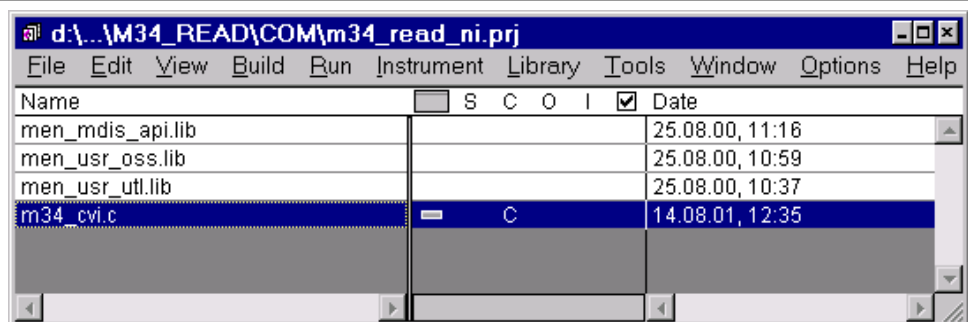 d:\...\M34_READ\COM\m34_read_ni.prj
File Edit View Build Run Instrument Library Tools Window Options Help
Name S C O I Date
men_mdis_api.lib 25.08.00, 11:16
men_usr_oss.lib 25.08.00, 10:59
men_usr_utl.lib 25.08.00, 10:37
m34_cvi.c C 14.08.01, 12:35